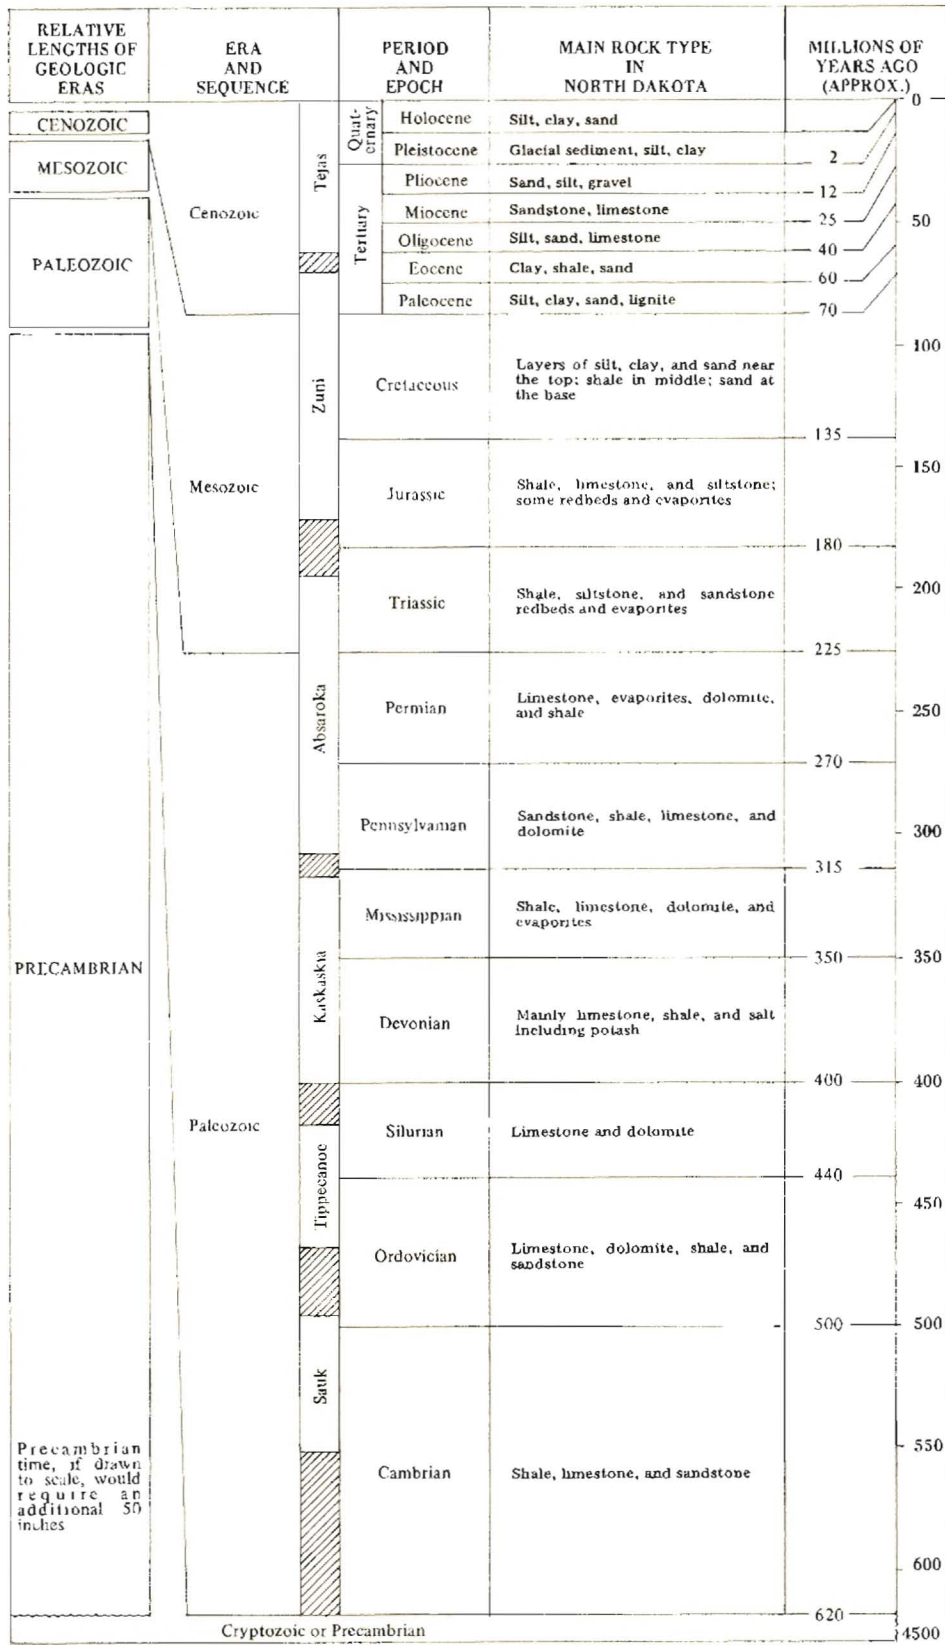 RELATIVE
LENGTHS OF
GEOLOGIC
ERAS
ERA
AND
SEQUENCE
PERIOD
AND
EPOCH
MAIN ROCK TYPE
IN
NORTH DAKOTA
MILLIONS OF
YEARS AGO
(APPROX.)
0
CENOZOIC
MESOZOIC
PALEOZOIC
PRECAMBRIAN
Precambrian
time, if drawn
to scale, would
require an
additional 50
inches
Cenozoic
Mesozoic
Paleozoic
Tejas
Zuni
Absaroka
Kaskaskia
Tippecanoe
Sauk
Quat-
ernary
Tertiary
Holocene
Silt, clay, sand
Pleistocene
Glacial sediment, silt, clay
2
Pliocene
Sand, silt, gravel
12
Miocene
Sandstone, limestone
25
50
Oligocene
Silt, sand, limestone
40
Eocene
Clay, shale, sand
60
Paleocene
Silt, clay, sand, lignite
70
100
Cretaceous
Layers of silt, clay, and sand near
the top; shale in middle; sand at
the base
135
150
Jurassic
Shale, limestone, and siltstone;
some redbeds and evaporites
180
200
Triassic
Shale, siltstone, and sandstone
redbeds and evaporites
225
Permian
Limestone, evaporites, dolomite,
and shale
250
270
Pennsylvanian
Sandstone, shale, limestone, and
dolomite
300
315
Mississippian
Shale, limestone, dolomite, and
evaporites
350
350
Devonian
Mainly limestone, shale, and salt
including potash
400
400
Silurian
Limestone and dolomite
440
450
Ordovician
Limestone, dolomite, shale, and
sandstone
500
500
550
Cambrian
Shale, limestone, and sandstone
600
620
Cryptozoic or Precambrian
4500